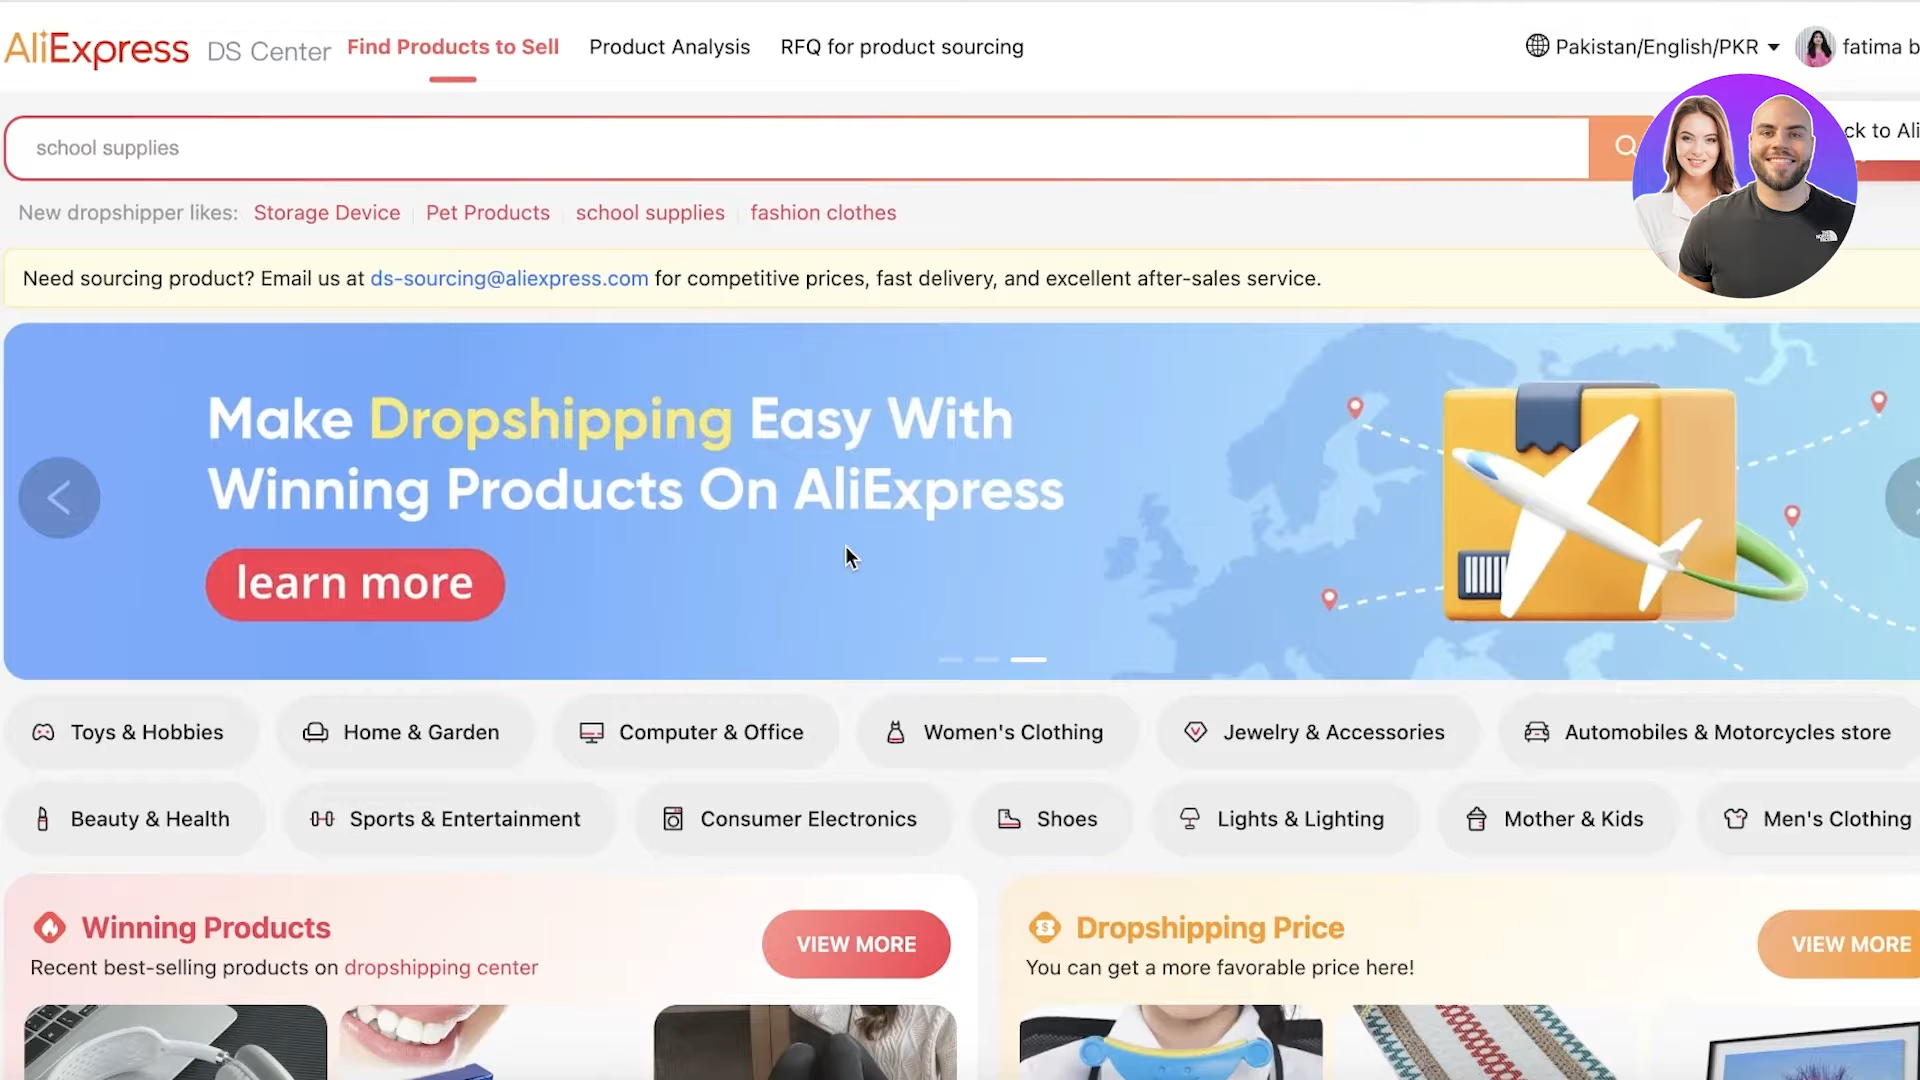 AliExpress DS Center Find Products to Sell Product Analysis RFQ for product sourcing Pakistan/English/PKR fatima b
school supplies
ck to Ali
New dropshipper likes: Storage Device Pet Products school supplies fashion clothes
THE NORTH FACE
Need sourcing product? Email us at ds-sourcing@aliexpress.com for competitive prices, fast delivery, and excellent after-sales service.
Make Dropshipping Easy With
Winning Products On AliExpress
learn more
Toys & Hobbies Home & Garden Computer & Office Women's Clothing Jewelry & Accessories Automobiles & Motorcycles store
Beauty & Health Sports & Entertainment Consumer Electronics Shoes Lights & Lighting Mother & Kids Men's Clothing
Winning Products
Recent best-selling products on dropshipping center
VIEW MORE
Dropshipping Price
You can get a more favorable price here!
VIEW MORE